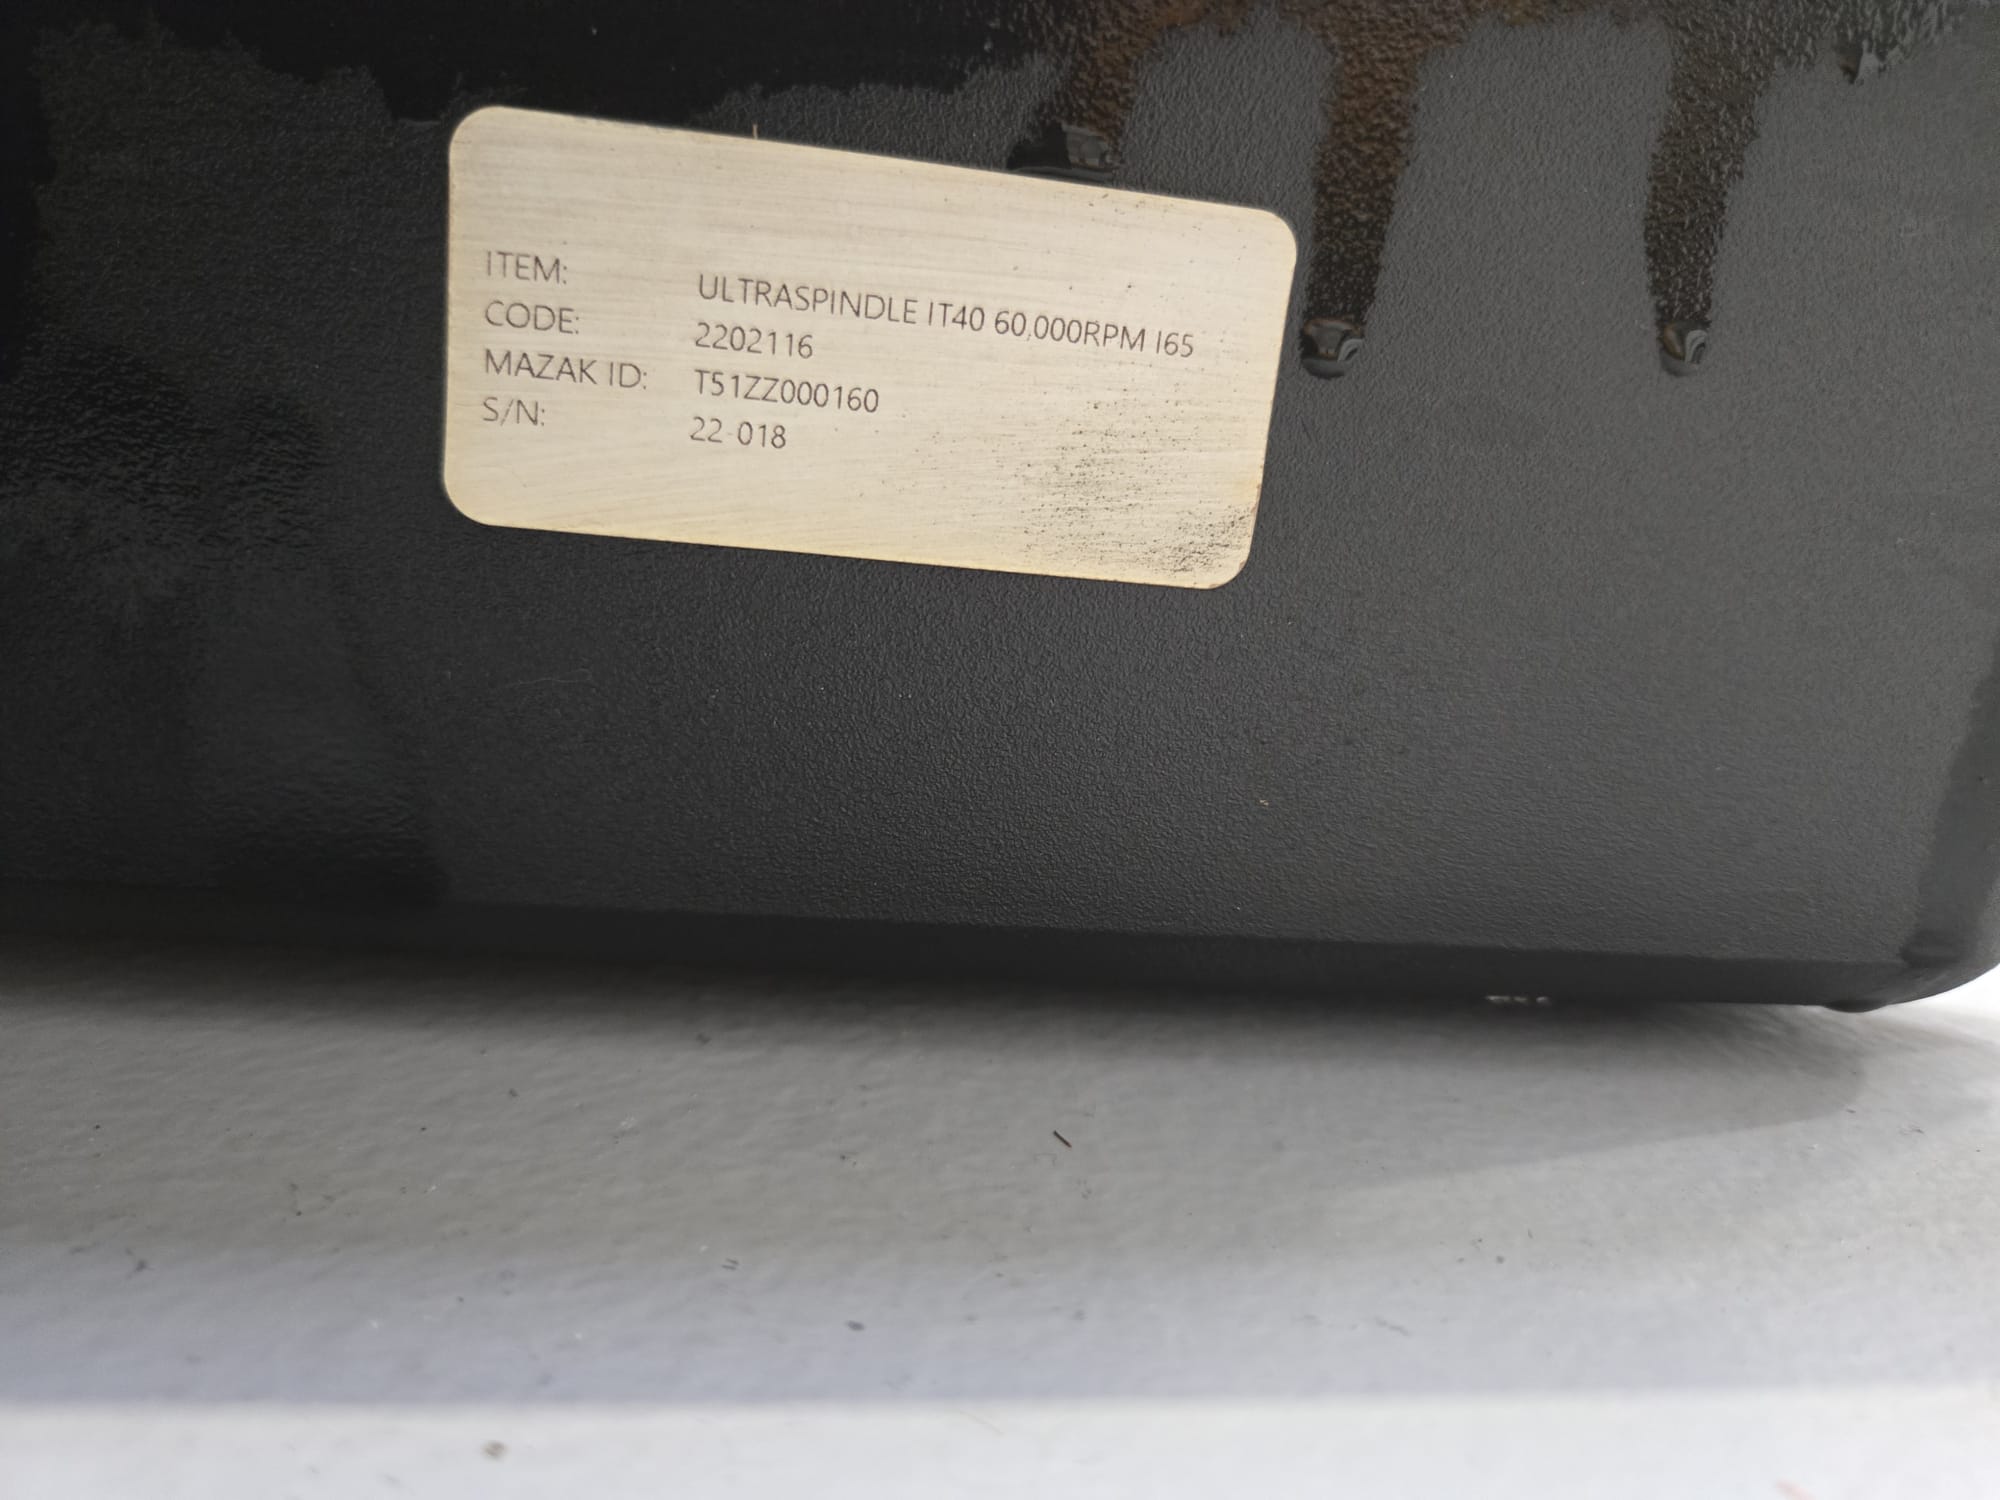 ITEM: ULTRASPINDLE IT40 60,000RPM I65
CODE: 2202116
MAZAK ID: T51ZZ000160
S/N: 22-018